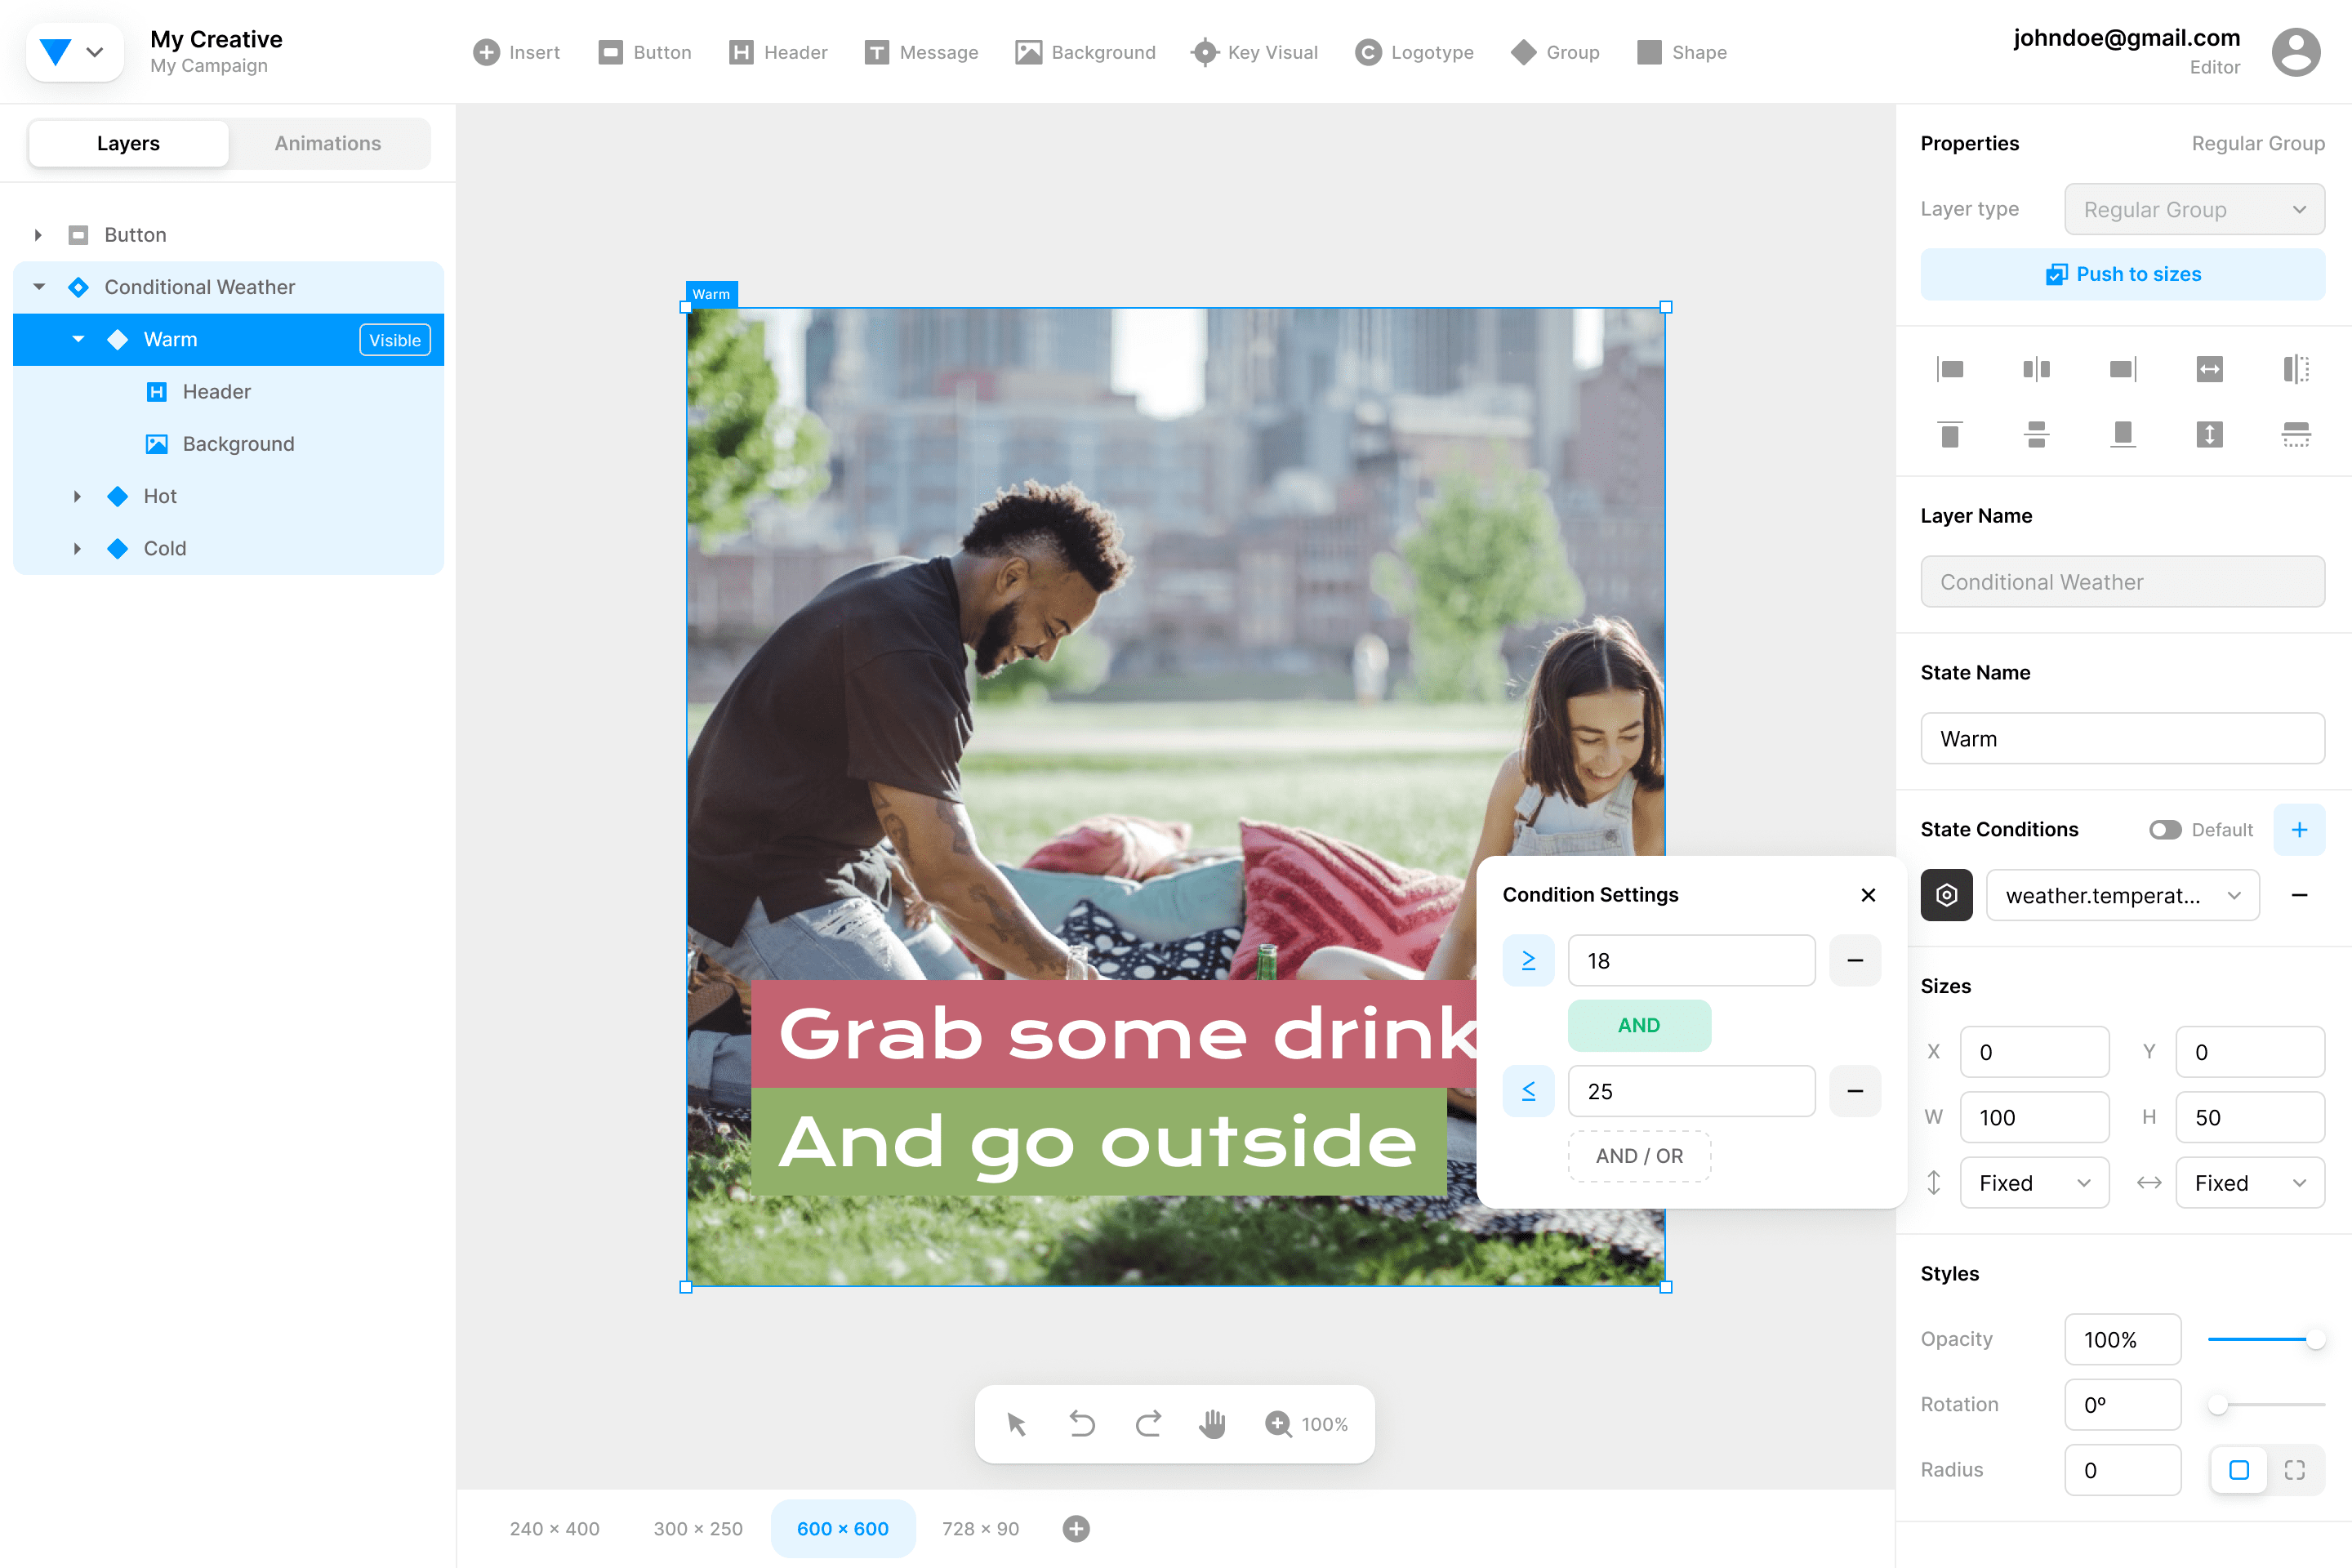 My Creative
My Campaign
Insert
Button
Header
Message
Background
Key Visual
Logotype
Group
Shape
johndoe@gmail.com
Editor
Layers
Animations
Button
Conditional Weather
Warm
Visible
Header
Background
Hot
Cold
Warm
Grab some drink
And go outside
Condition Settings
≥
18
AND
≤
25
AND / OR
100%
240 × 400
300 × 250
600 × 600
728 × 90
Properties
Regular Group
Layer type
Regular Group
Push to sizes
Layer Name
Conditional Weather
State Name
Warm
State Conditions
Default
weather.temperat...
Sizes
X
0
Y
0
W
100
H
50
Fixed
Fixed
Styles
Opacity
100%
Rotation
0º
Radius
0